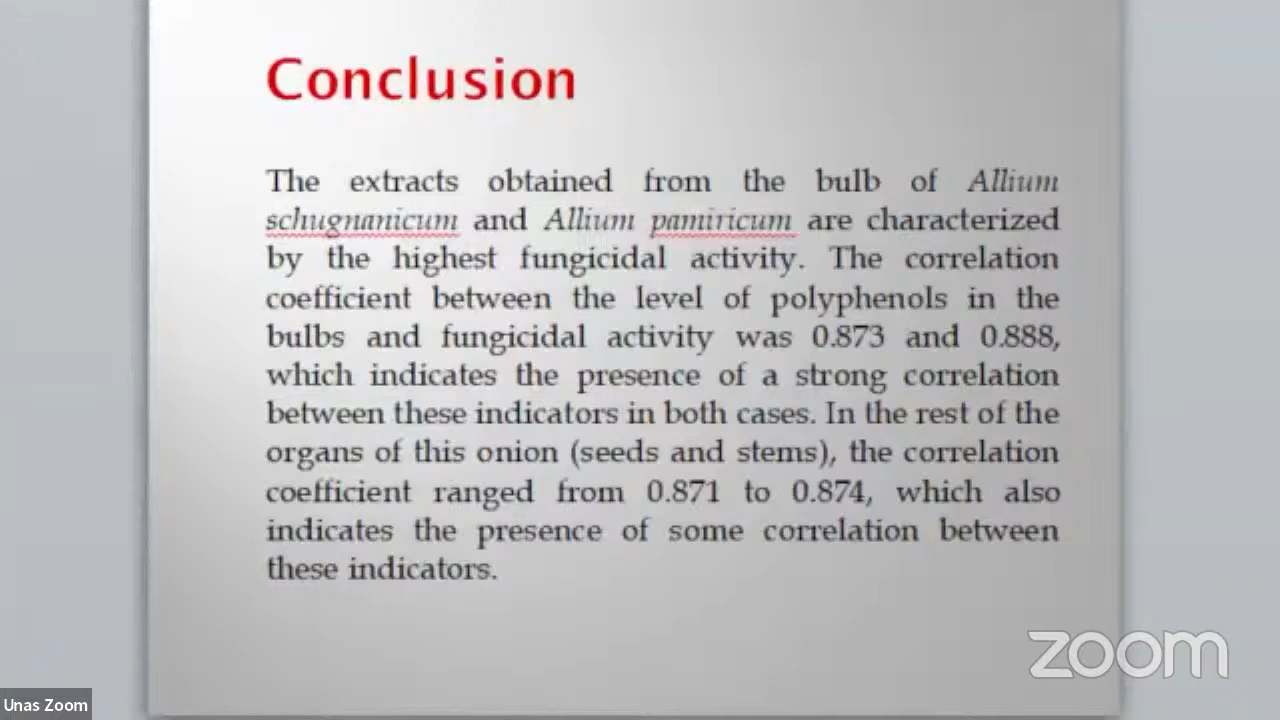 Conclusion
The extracts obtained from the bulb of Allium
schugnanicum and Allium pamiricum are characterized
by the highest fungicidal activity. The correlation
coefficient between the level of polyphenols in the
bulbs and fungicidal activity was 0.873 and 0.888,
which indicates the presence of a strong correlation
between these indicators in both cases. In the rest of the
organs of this onion (seeds and stems), the correlation
coefficient ranged from 0.871 to 0.874, which also
indicates the presence of some correlation between
these indicators.
zoom
Unas Zoom